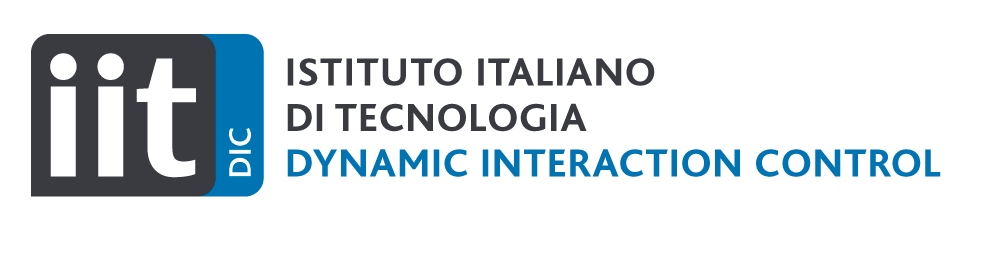 iit
DIC
ISTITUTO ITALIANO
DI TECNOLOGIA
DYNAMIC INTERACTION CONTROL